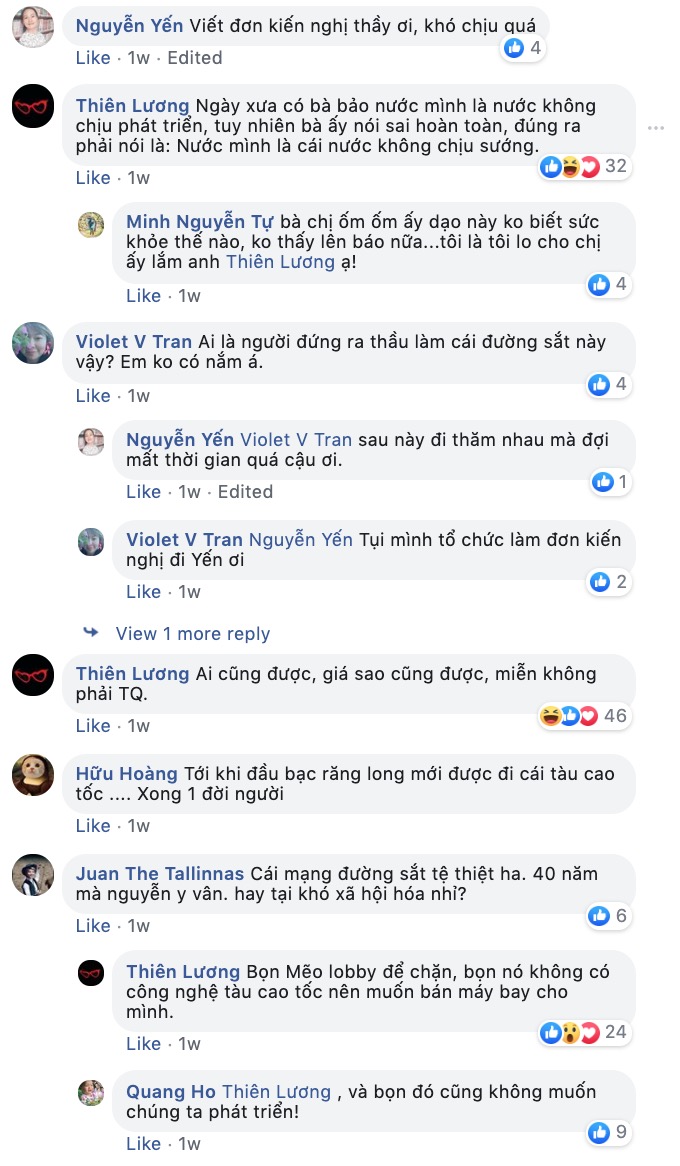 Nguyễn Yến Viết đơn kiến nghị thầy ơi, khó chịu quá
4
Like · 1w · Edited
Thiên Lương Ngày xưa có bà bảo nước mình là nước không
chịu phát triển, tuy nhiên bà ấy nói sai hoàn toàn, đúng ra
phải nói là: Nước mình là cái nước không chịu sướng.
32
Like · 1w
Minh Nguyễn Tự bà chị ốm ốm ấy dạo này ko biết sức
khỏe thế nào, ko thấy lên báo nữa...tôi là tôi lo cho chị
ấy lắm anh Thiên Lương ạ!
4
Like · 1w
Violet V Tran Ai là người đứng ra thầu làm cái đường sắt này
vậy? Em ko có nắm á.
4
Like · 1w
Nguyễn Yến Violet V Tran sau này đi thăm nhau mà đợi
mất thời gian quá cậu ơi.
1
Like · 1w · Edited
Violet V Tran Nguyễn Yến Tụi mình tổ chức làm đơn kiến
nghị đi Yến ơi
2
Like · 1w
View 1 more reply
Thiên Lương Ai cũng được, giá sao cũng được, miễn không
phải TQ.
46
Like · 1w
Hữu Hoàng Tới khi đầu bạc răng long mới được đi cái tàu cao
tốc .... Xong 1 đời người
Like · 1w
Juan The Tallinnas Cái mạng đường sắt tệ thiệt ha. 40 năm
mà nguyễn y vân. hay tại khó xã hội hóa nhỉ?
6
Like · 1w
Thiên Lương Bọn Mẽo lobby để chặn, bọn nó không có
công nghệ tàu cao tốc nên muốn bán máy bay cho
mình.
24
Like · 1w
Quang Ho Thiên Lương , và bọn đó cũng không muốn
chúng ta phát triển!
9
Like · 1w